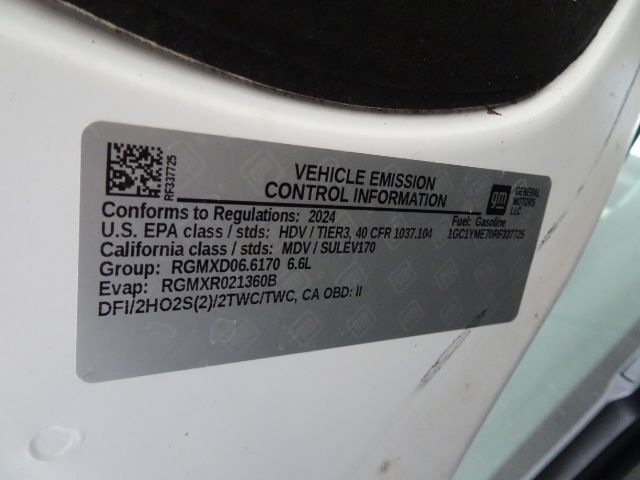 RF337725
VEHICLE EMISSION
CONTROL INFORMATION
gm GENERAL MOTORS LLC
Conforms to Regulations: 2024
Fuel: Gasoline
U.S. EPA class / stds: HDV / TIER3, 40 CFR 1037.104
1GC1YME70RF337725
California class / stds: MDV / SULEV170
Group: RGMXD06.6170 6.6L
Evap: RGMXR021360B
DFI/2HO2S(2)/2TWC/TWC, CA OBD: II